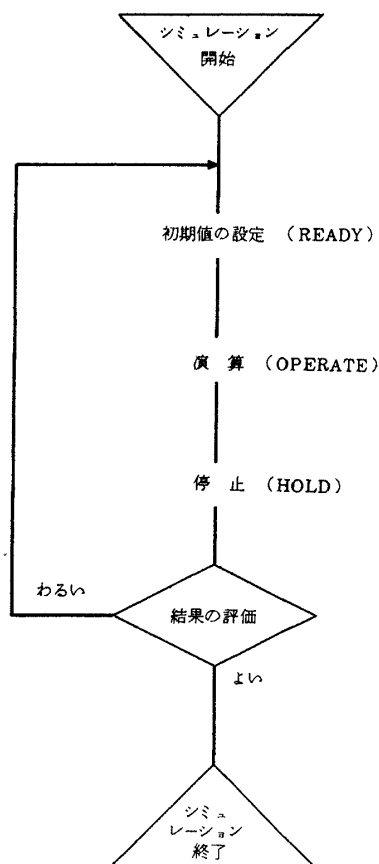 シミュレーション
開始
初期値の設定 (READY)
演算 (OPERATE)
停止 (HOLD)
わるい
結果の評価
よい
シミュ
レーション
終了